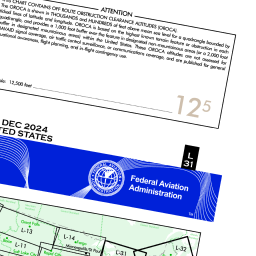 ATTENTION
THIS CHART CONTAINS OFF ROUTE OBSTRUCTION CLEARANCE ALTITUDES (OROCA)
The OROCA is shown in THOUSANDS and HUNDREDS of feet above mean sea level for a quadrangle bounded by
lines of latitude and longitude. OROCA is based on the highest known terrain feature or obstruction in each
quadrangle, and provides a 1,000 foot buffer over the feature in designated non-mountainous areas (or a 2,000 foot
buffer in designated mountainous areas) within the United States. These OROCA altitudes are not assessed for
NAVAID signal coverage, air traffic control surveillance, or communications coverage, and are published for general
situational awareness, flight planning, and in-flight contingency use.
12,500 feet
12 5
DEC 2024
UNITED STATES
L
31
Federal Aviation
Administration
L-13
L-14
L-11
L-31
L-32